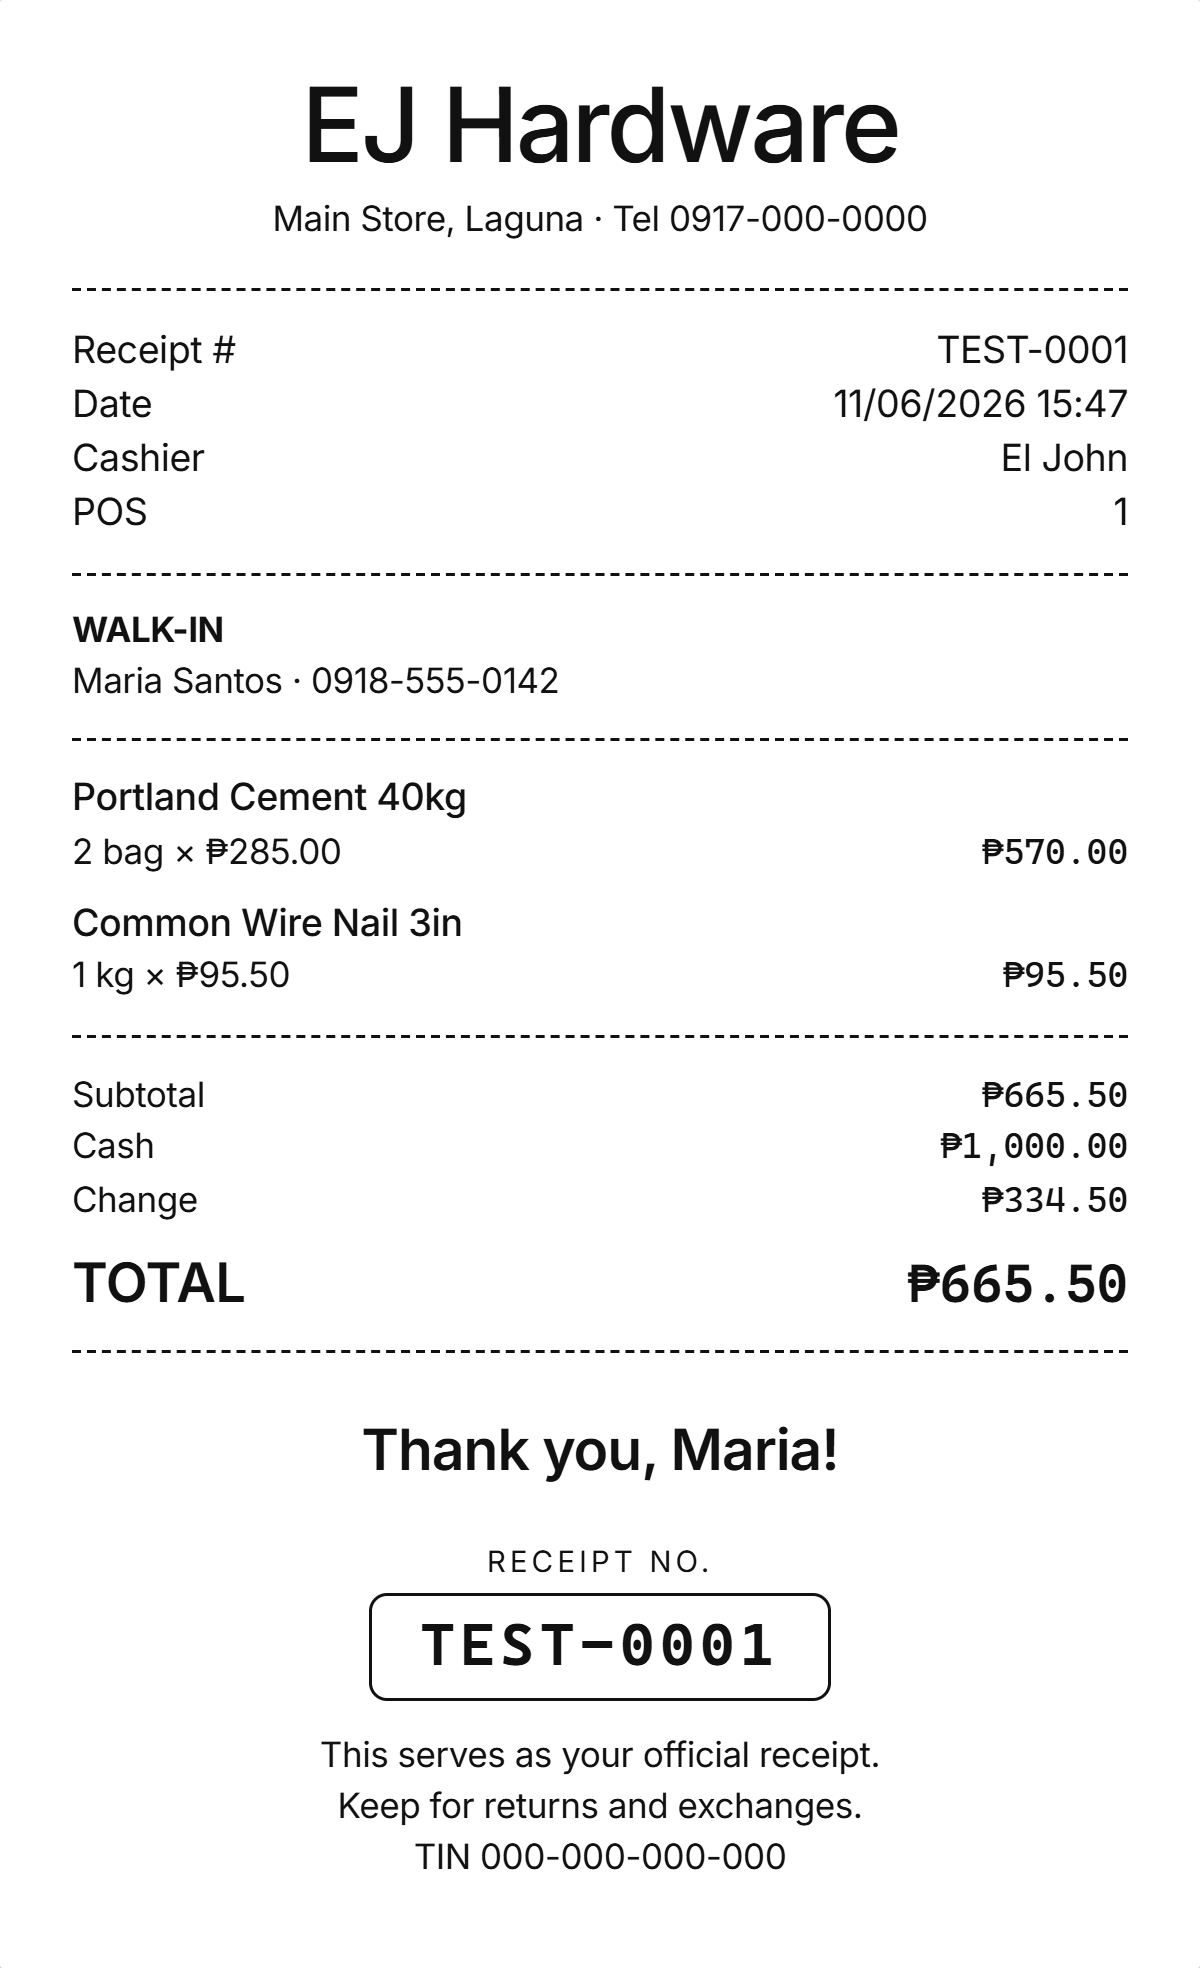 EJ Hardware
Main Store, Laguna · Tel 0917-000-0000
Receipt # TEST-0001
Date 11/06/2026 15:47
Cashier El John
POS 1
WALK-IN
Maria Santos · 0918-555-0142
Portland Cement 40kg
2 bag × ₱285.00 ₱570.00
Common Wire Nail 3in
1 kg × ₱95.50 ₱95.50
Subtotal ₱665.50
Cash ₱1,000.00
Change ₱334.50
TOTAL ₱665.50
Thank you, Maria!
RECEIPT NO.
TEST-0001
This serves as your official receipt.
Keep for returns and exchanges.
TIN 000-000-000-000